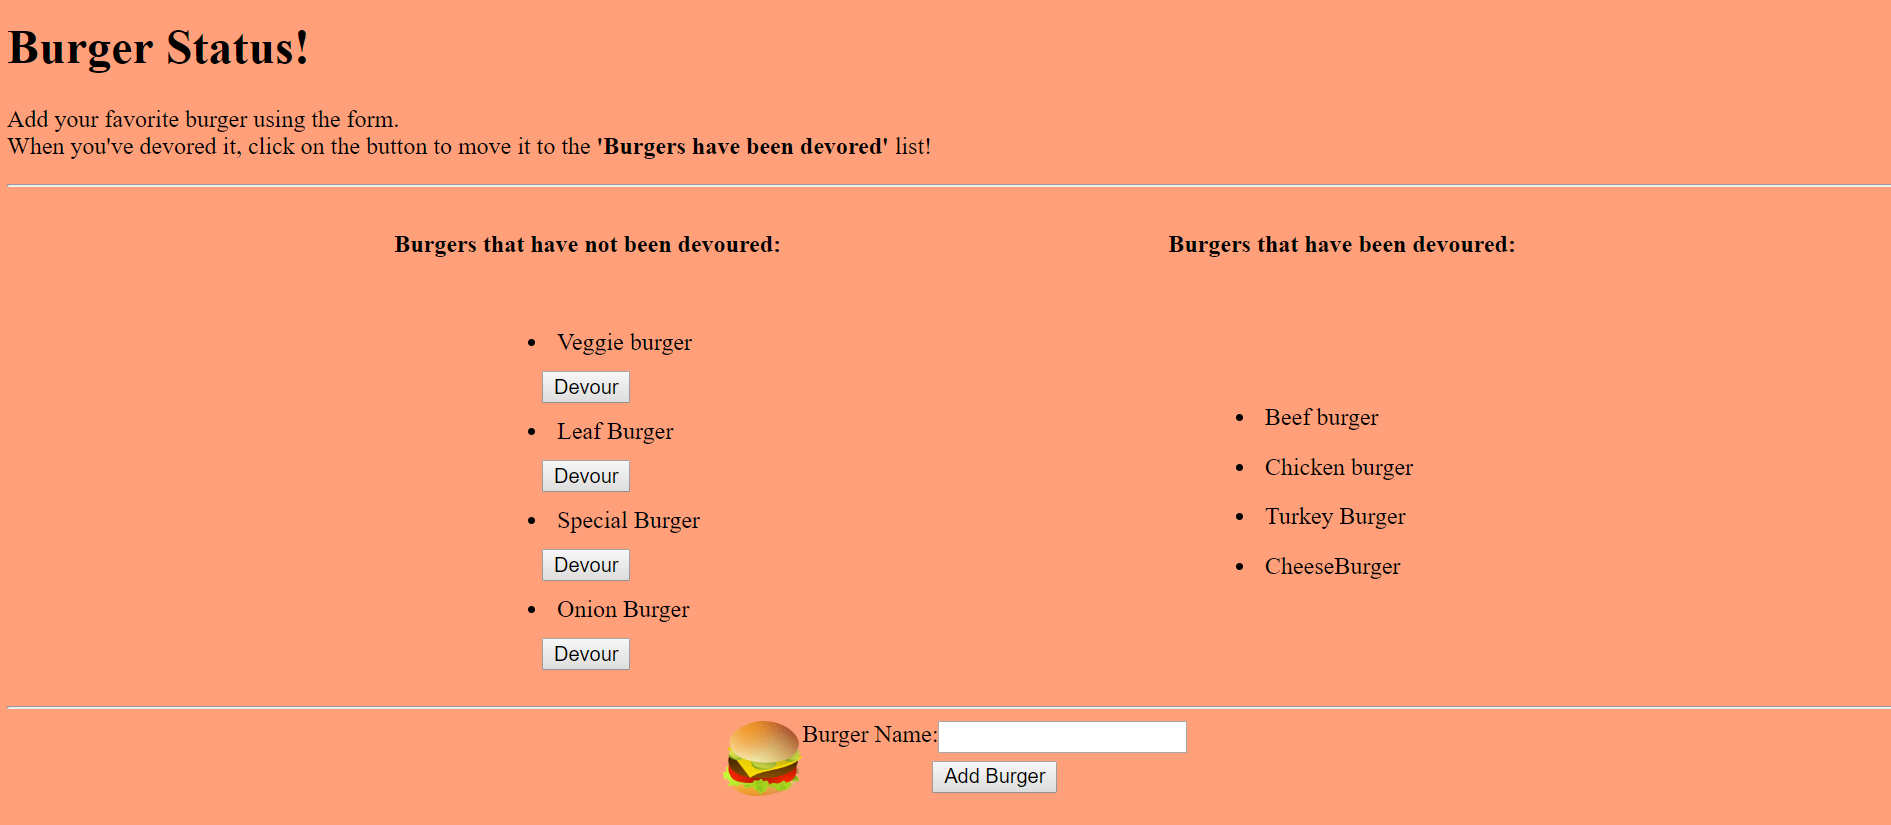 Burger Status!
Add your favorite burger using the form.
When you've devored it, click on the button to move it to the 'Burgers have been devored' list!
Burgers that have not been devoured:
Veggie burger
Devour
Leaf Burger
Devour
Special Burger
Devour
Onion Burger
Devour
Burgers that have been devoured:
Beef burger
Chicken burger
Turkey Burger
CheeseBurger
Burger Name:
Add Burger